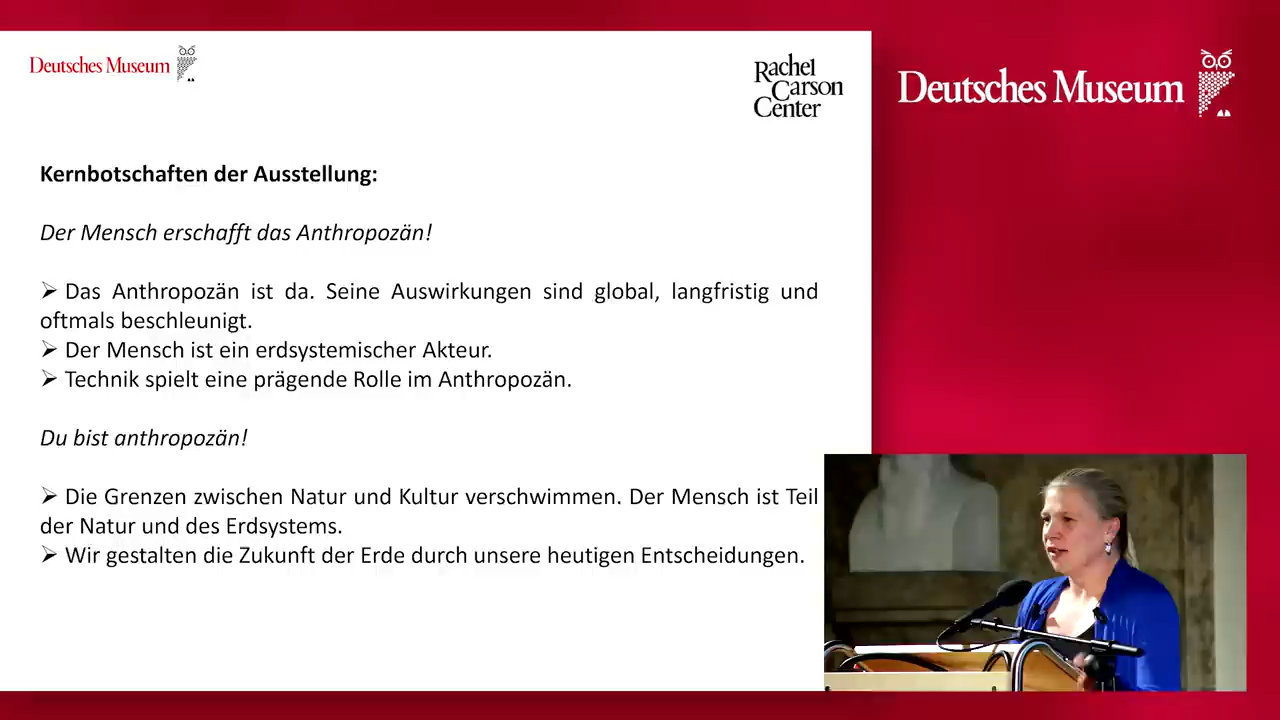 Deutsches Museum
Rachel
Carson
Center
Deutsches Museum
Kernbotschaften der Ausstellung:
Der Mensch erschafft das Anthropozän!
➢ Das Anthropozän ist da. Seine Auswirkungen sind global, langfristig und
oftmals beschleunigt.
➢ Der Mensch ist ein erdsystemischer Akteur.
➢ Technik spielt eine prägende Rolle im Anthropozän.
Du bist anthropozän!
➢ Die Grenzen zwischen Natur und Kultur verschwimmen. Der Mensch ist Teil
der Natur und des Erdsystems.
➢ Wir gestalten die Zukunft der Erde durch unsere heutigen Entscheidungen.